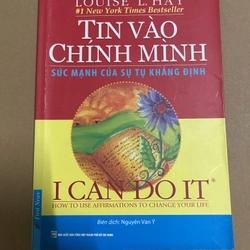 LOUISE L. HAY
#1 New York Times Bestseller
TIN VÀO
CHÍNH MÌNH
SỨC MẠNH CỦA SỰ TỰ KHẲNG ĐỊNH
I CAN DO IT®
HOW TO USE AFFIRMATIONS TO CHANGE YOUR LIFE
Biên dịch: Nguyễn Văn Y
First News